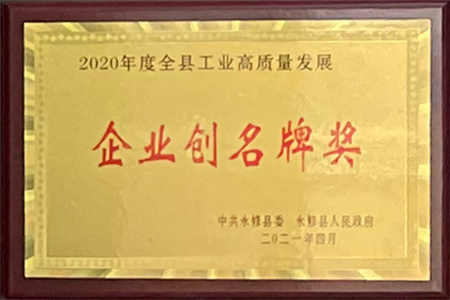 2020年度全县工业高质量发展
企业创名牌奖
中共永修县委 永修县人民政府
二〇二一年四月